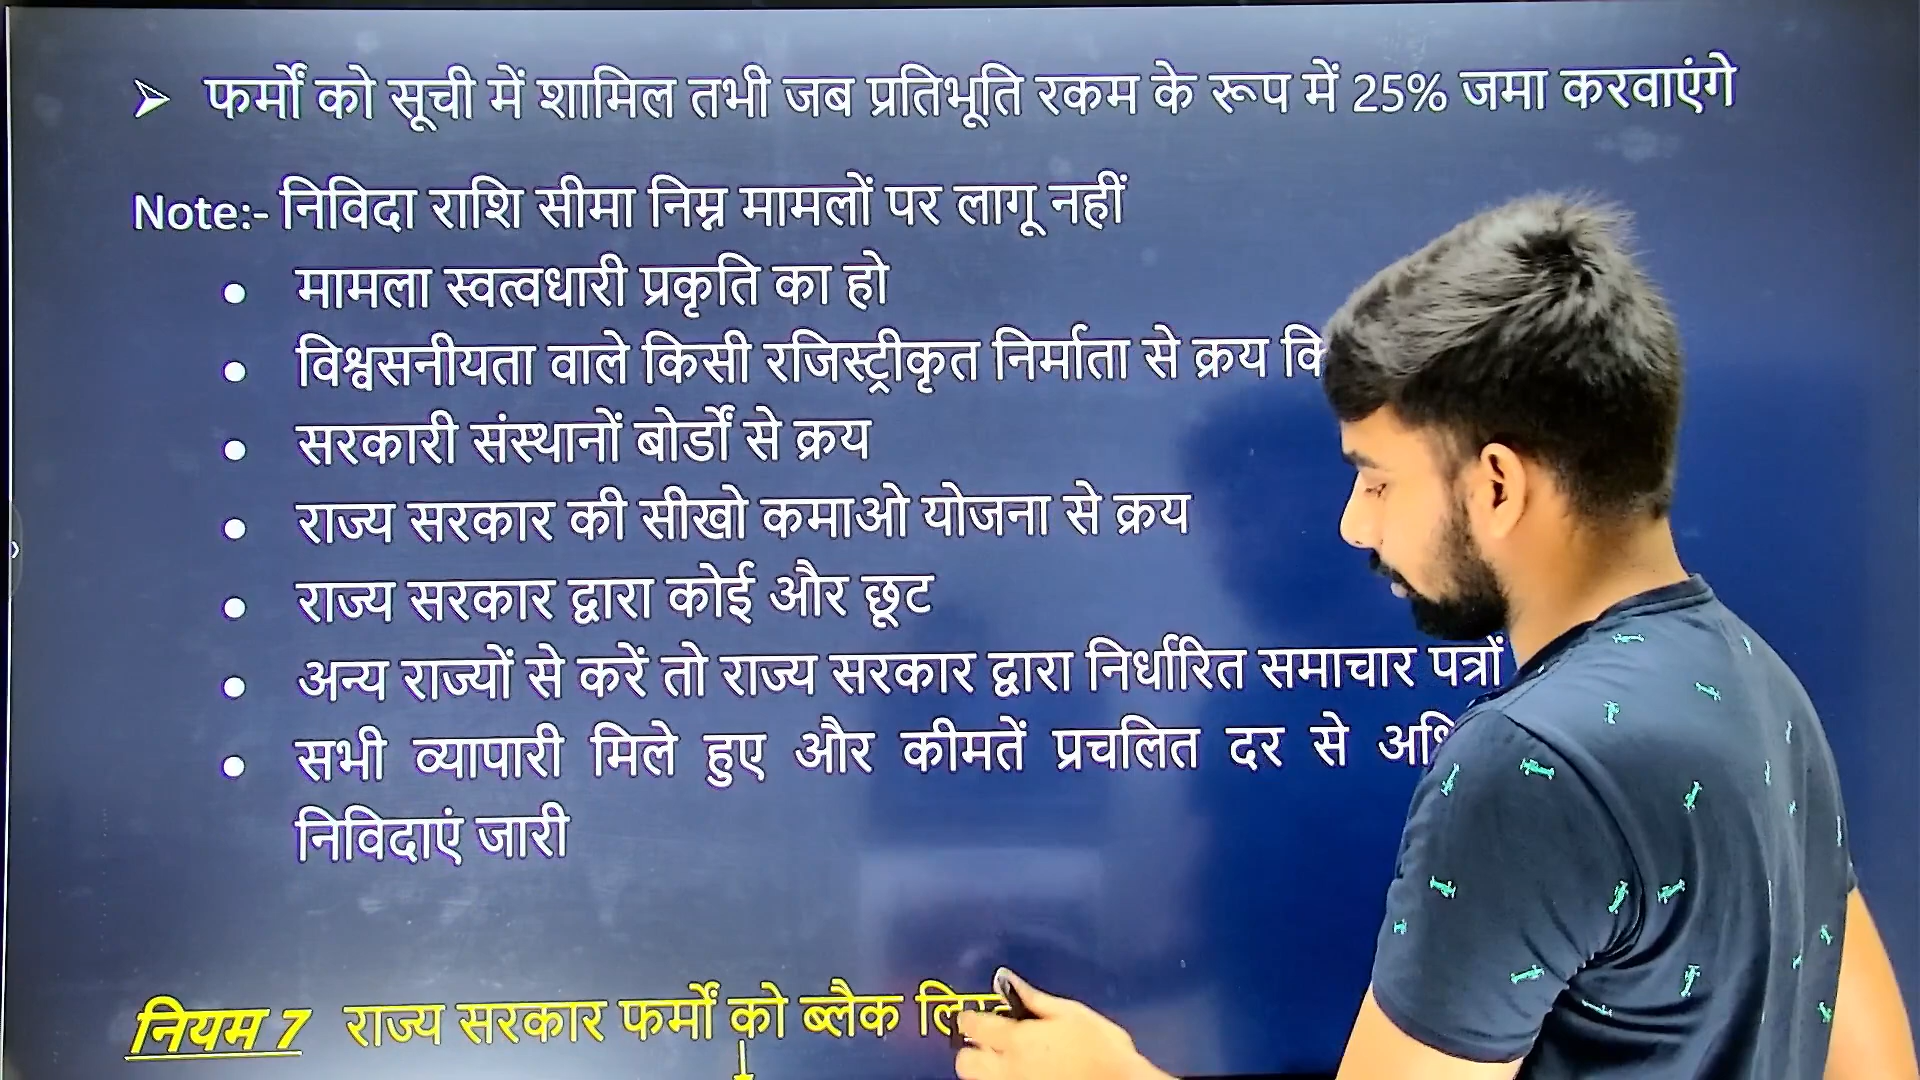 ➢ फर्मों को सूची में शामिल तभी जब प्रतिभूति रकम के रूप में 25% जमा करवाएंगे
Note:- निविदा राशि सीमा निम्न मामलों पर लागू नहीं
• मामला स्वत्वधारी प्रकृति का हो
• विश्वसनीयता वाले किसी रजिस्ट्रीकृत निर्माता से क्रय
• सरकारी संस्थानों बोर्डों से क्रय
• राज्य सरकार की सीखो कमाओ योजना से क्रय
• राज्य सरकार द्वारा कोई और छूट
• अन्य राज्यों से करें तो राज्य सरकार द्वारा निर्धारित समाचार पत्रों
• सभी व्यापारी मिले हुए और कीमतें प्रचलित दर से
निविदाएं जारी
नियम 7 राज्य सरकार फर्मों को ब्लैक